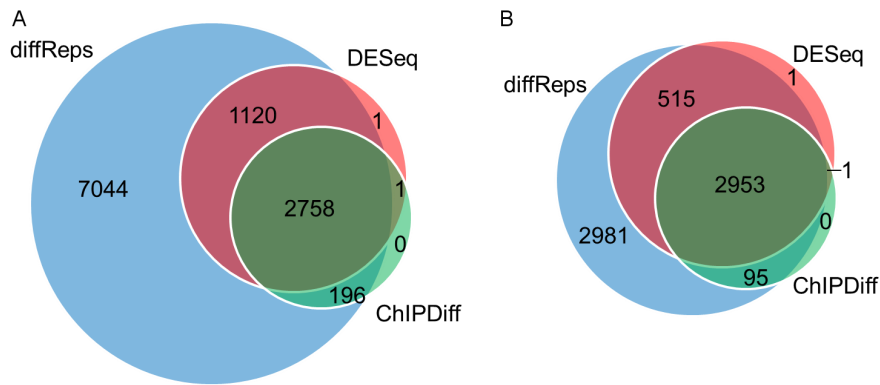 A
diffReps
DESeq
1120
1
7044
2758
1
0
196
ChIPDiff
B
diffReps
DESeq
515
1
2953
1
2981
0
95
ChIPDiff